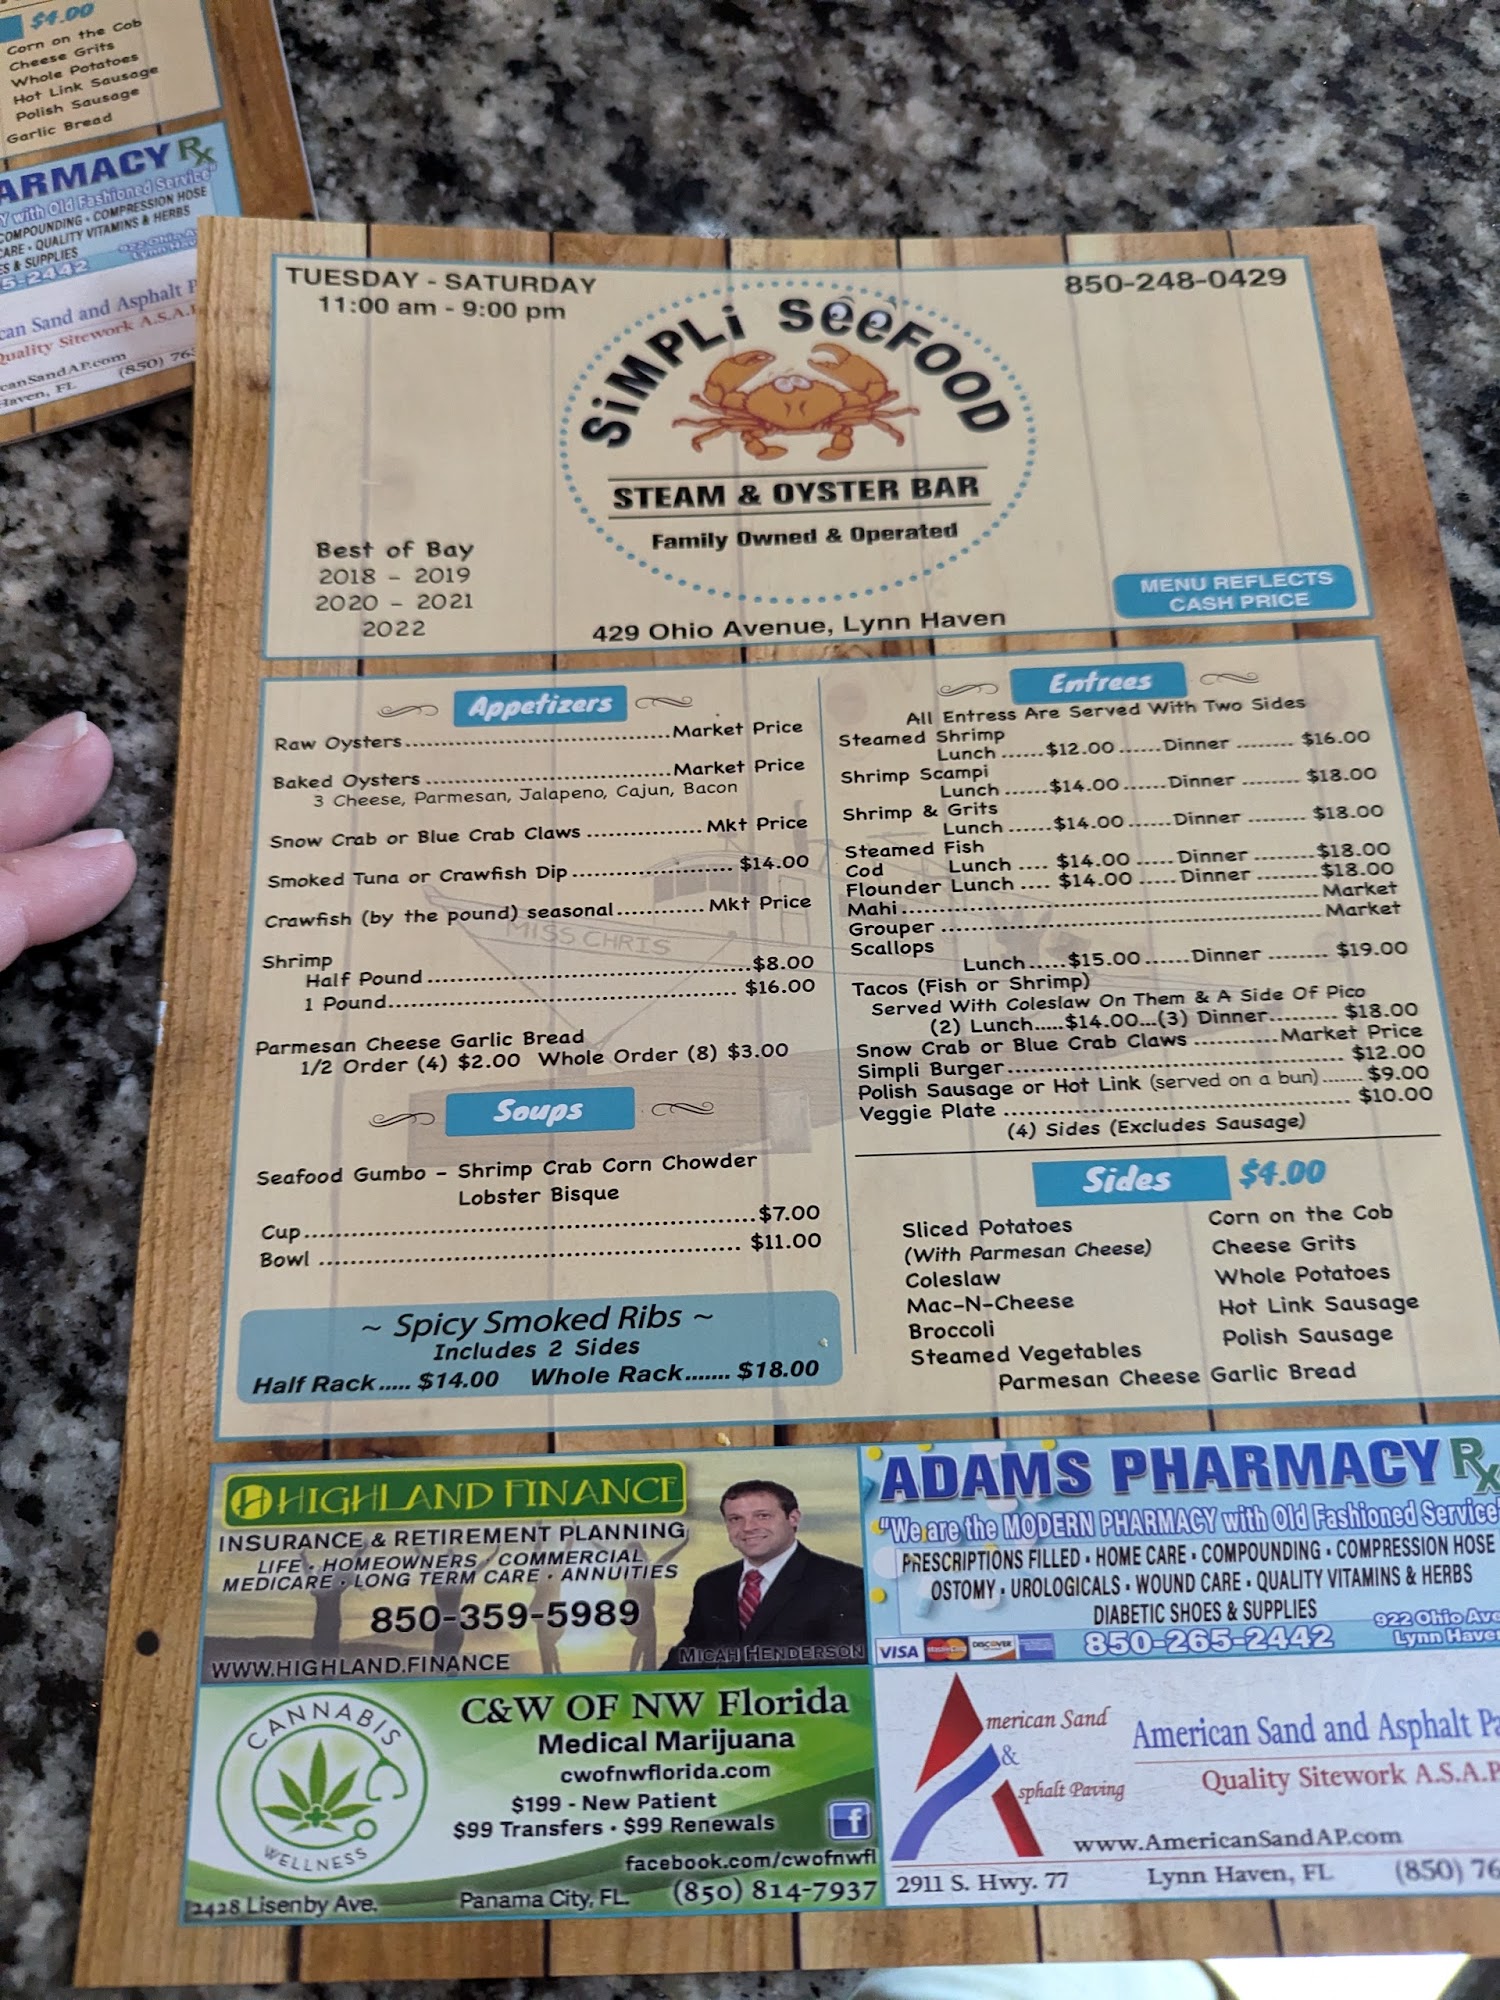 $4.00
Corn on the Cob
Cheese Grits
Whole Potatoes
Hot Link Sausage
Polish Sausage
Garlic Bread
ARMACY Rx
Y with Old Fashioned Service"
COMPOUNDING • COMPRESSION HOSE
CARE • QUALITY VITAMINS & HERBS
ES & SUPPLIES
922 Ohio
5-2442
Lynn Hav
can Sand and Asphalt P
Quality Sitework A.S.A.
canSandAP.com
Haven, FL (850) 76
TUESDAY - SATURDAY
11:00 am - 9:00 pm
850-248-0429
SiMPLi SeeFOOD
STEAM & OYSTER BAR
Family Owned & Operated
Best of Bay
2018 - 2019
2020 - 2021
2022
429 Ohio Avenue, Lynn Haven
MENU REFLECTS
CASH PRICE
Appetizers
Raw Oysters..............................Market Price
Baked Oysters..............................Market Price
3 Cheese, Parmesan, Jalapeno, Cajun, Bacon
Snow Crab or Blue Crab Claws ................. Mkt Price
Smoked Tuna or Crawfish Dip........................ $14.00
Crawfish (by the pound) seasonal............ Mkt Price
MISS CHRIS
Shrimp
Half Pound ........................................$8.00
1 Pound........................................... $16.00
Parmesan Cheese Garlic Bread
1/2 Order (4) $2.00 Whole Order (8) $3.00
Soups
Seafood Gumbo - Shrimp Crab Corn Chowder
Lobster Bisque
Cup........................................................$7.00
Bowl ..................................................... $11.00
~ Spicy Smoked Ribs ~
Includes 2 Sides
Half Rack..... $14.00 Whole Rack....... $18.00
Entrees
All Entress Are Served With Two Sides
Steamed Shrimp
Lunch ......$12.00......Dinner ........ $16.00
Shrimp Scampi
Lunch ......$14.00......Dinner ........ $18.00
Shrimp & Grits
Lunch ......$14.00......Dinner ........ $18.00
Steamed Fish
Cod Lunch .... $14.00 ..... Dinner ........$18.00
Flounder Lunch .... $14.00 ..... Dinner ........$18.00
Mahi.................................................... Market
Grouper ............................................... Market
Scallops
Lunch.....$15.00......Dinner ........ $19.00
Tacos (Fish or Shrimp)
Served With Coleslaw On Them & A Side Of Pico
(2) Lunch.....$14.00...(3) Dinner......... $18.00
Snow Crab or Blue Crab Claws ...........Market Price
Simpli Burger.......................................... $12.00
Polish Sausage or Hot Link (served on a bun)....... $9.00
Veggie Plate ........................................... $10.00
(4) Sides (Excludes Sausage)
Sides $4.00
Sliced Potatoes
(With Parmesan Cheese)
Coleslaw
Mac-N-Cheese
Broccoli
Steamed Vegetables
Corn on the Cob
Cheese Grits
Whole Potatoes
Hot Link Sausage
Polish Sausage
Parmesan Cheese Garlic Bread
H HIGHLAND FINANCE
INSURANCE & RETIREMENT PLANNING
LIFE • HOMEOWNERS • COMMERCIAL
MEDICARE • LONG TERM CARE • ANNUITIES
850-359-5989
MICAH HENDERSON
WWW.HIGHLAND.FINANCE
ADAMS PHARMACY Rx
"We are the MODERN PHARMACY with Old Fashioned Service"
PRESCRIPTIONS FILLED • HOME CARE • COMPOUNDING • COMPRESSION HOSE
OSTOMY • UROLOGICALS • WOUND CARE • QUALITY VITAMINS & HERBS
DIABETIC SHOES & SUPPLIES
922 Ohio Ave
Lynn Haven
VISA MasterCard DISCOVER 850-265-2442
CANNABIS
WELLNESS
C&W OF NW Florida
Medical Marijuana
cwofnwflorida.com
$199 - New Patient
$99 Transfers • $99 Renewals
f
facebook.com/cwofnwfl
2428 Lisenby Ave. Panama City, FL. (850) 814-7937
American Sand
&
Asphalt Paving
American Sand and Asphalt Pa
Quality Sitework A.S.A.P
www.AmericanSandAP.com
2911 S. Hwy. 77 Lynn Haven, FL (850) 76